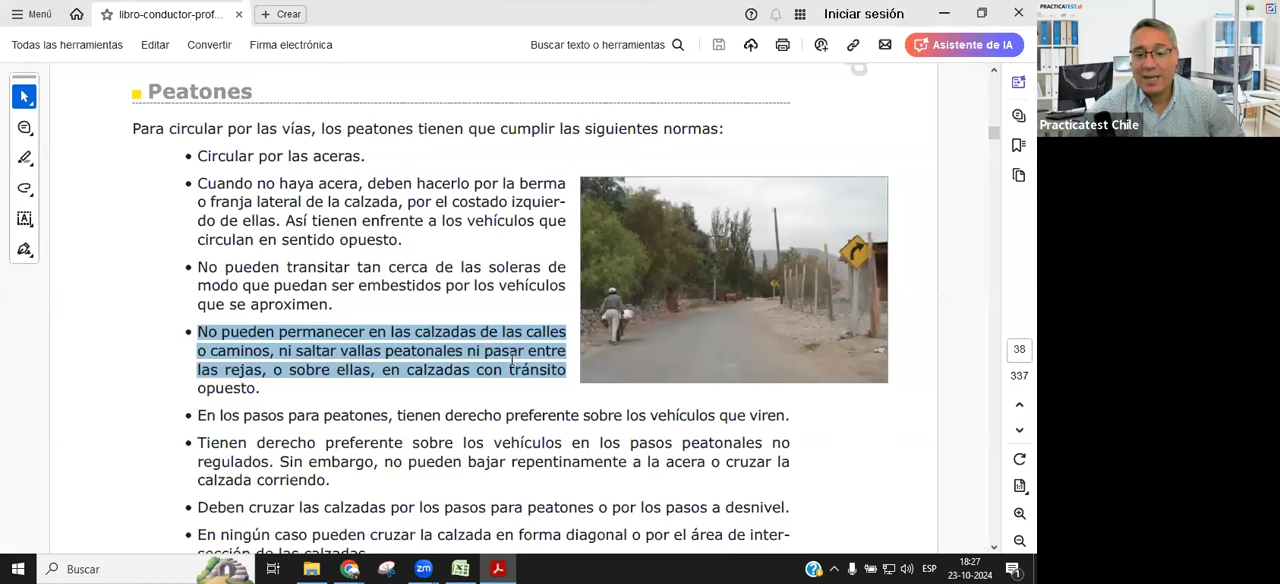 Menú
libro-conductor-prof...
Crear
Iniciar sesión
Todas las herramientas
Editar
Convertir
Firma electrónica
Buscar texto o herramientas
Asistente de IA
PRACTICATEST.cl
Practicatest Chile
Peatones
Para circular por las vías, los peatones tienen que cumplir las siguientes normas:
• Circular por las aceras.
• Cuando no haya acera, deben hacerlo por la berma
o franja lateral de la calzada, por el costado izquier-
do de ellas. Así tienen enfrente a los vehículos que
circulan en sentido opuesto.
• No pueden transitar tan cerca de las soleras de
modo que puedan ser embestidos por los vehículos
que se aproximen.
• No pueden permanecer en las calzadas de las calles
o caminos, ni saltar vallas peatonales ni pasar entre
las rejas, o sobre ellas, en calzadas con tránsito
opuesto.
• En los pasos para peatones, tienen derecho preferente sobre los vehículos que viren.
• Tienen derecho preferente sobre los vehículos en los pasos peatonales no
regulados. Sin embargo, no pueden bajar repentinamente a la acera o cruzar la
calzada corriendo.
• Deben cruzar las calzadas por los pasos para peatones o por los pasos a desnivel.
• En ningún caso pueden cruzar la calzada en forma diagonal o por el área de inter-
sección de las calzadas.
38
337
Buscar
zm
ESP
18:27
23-10-2024
1